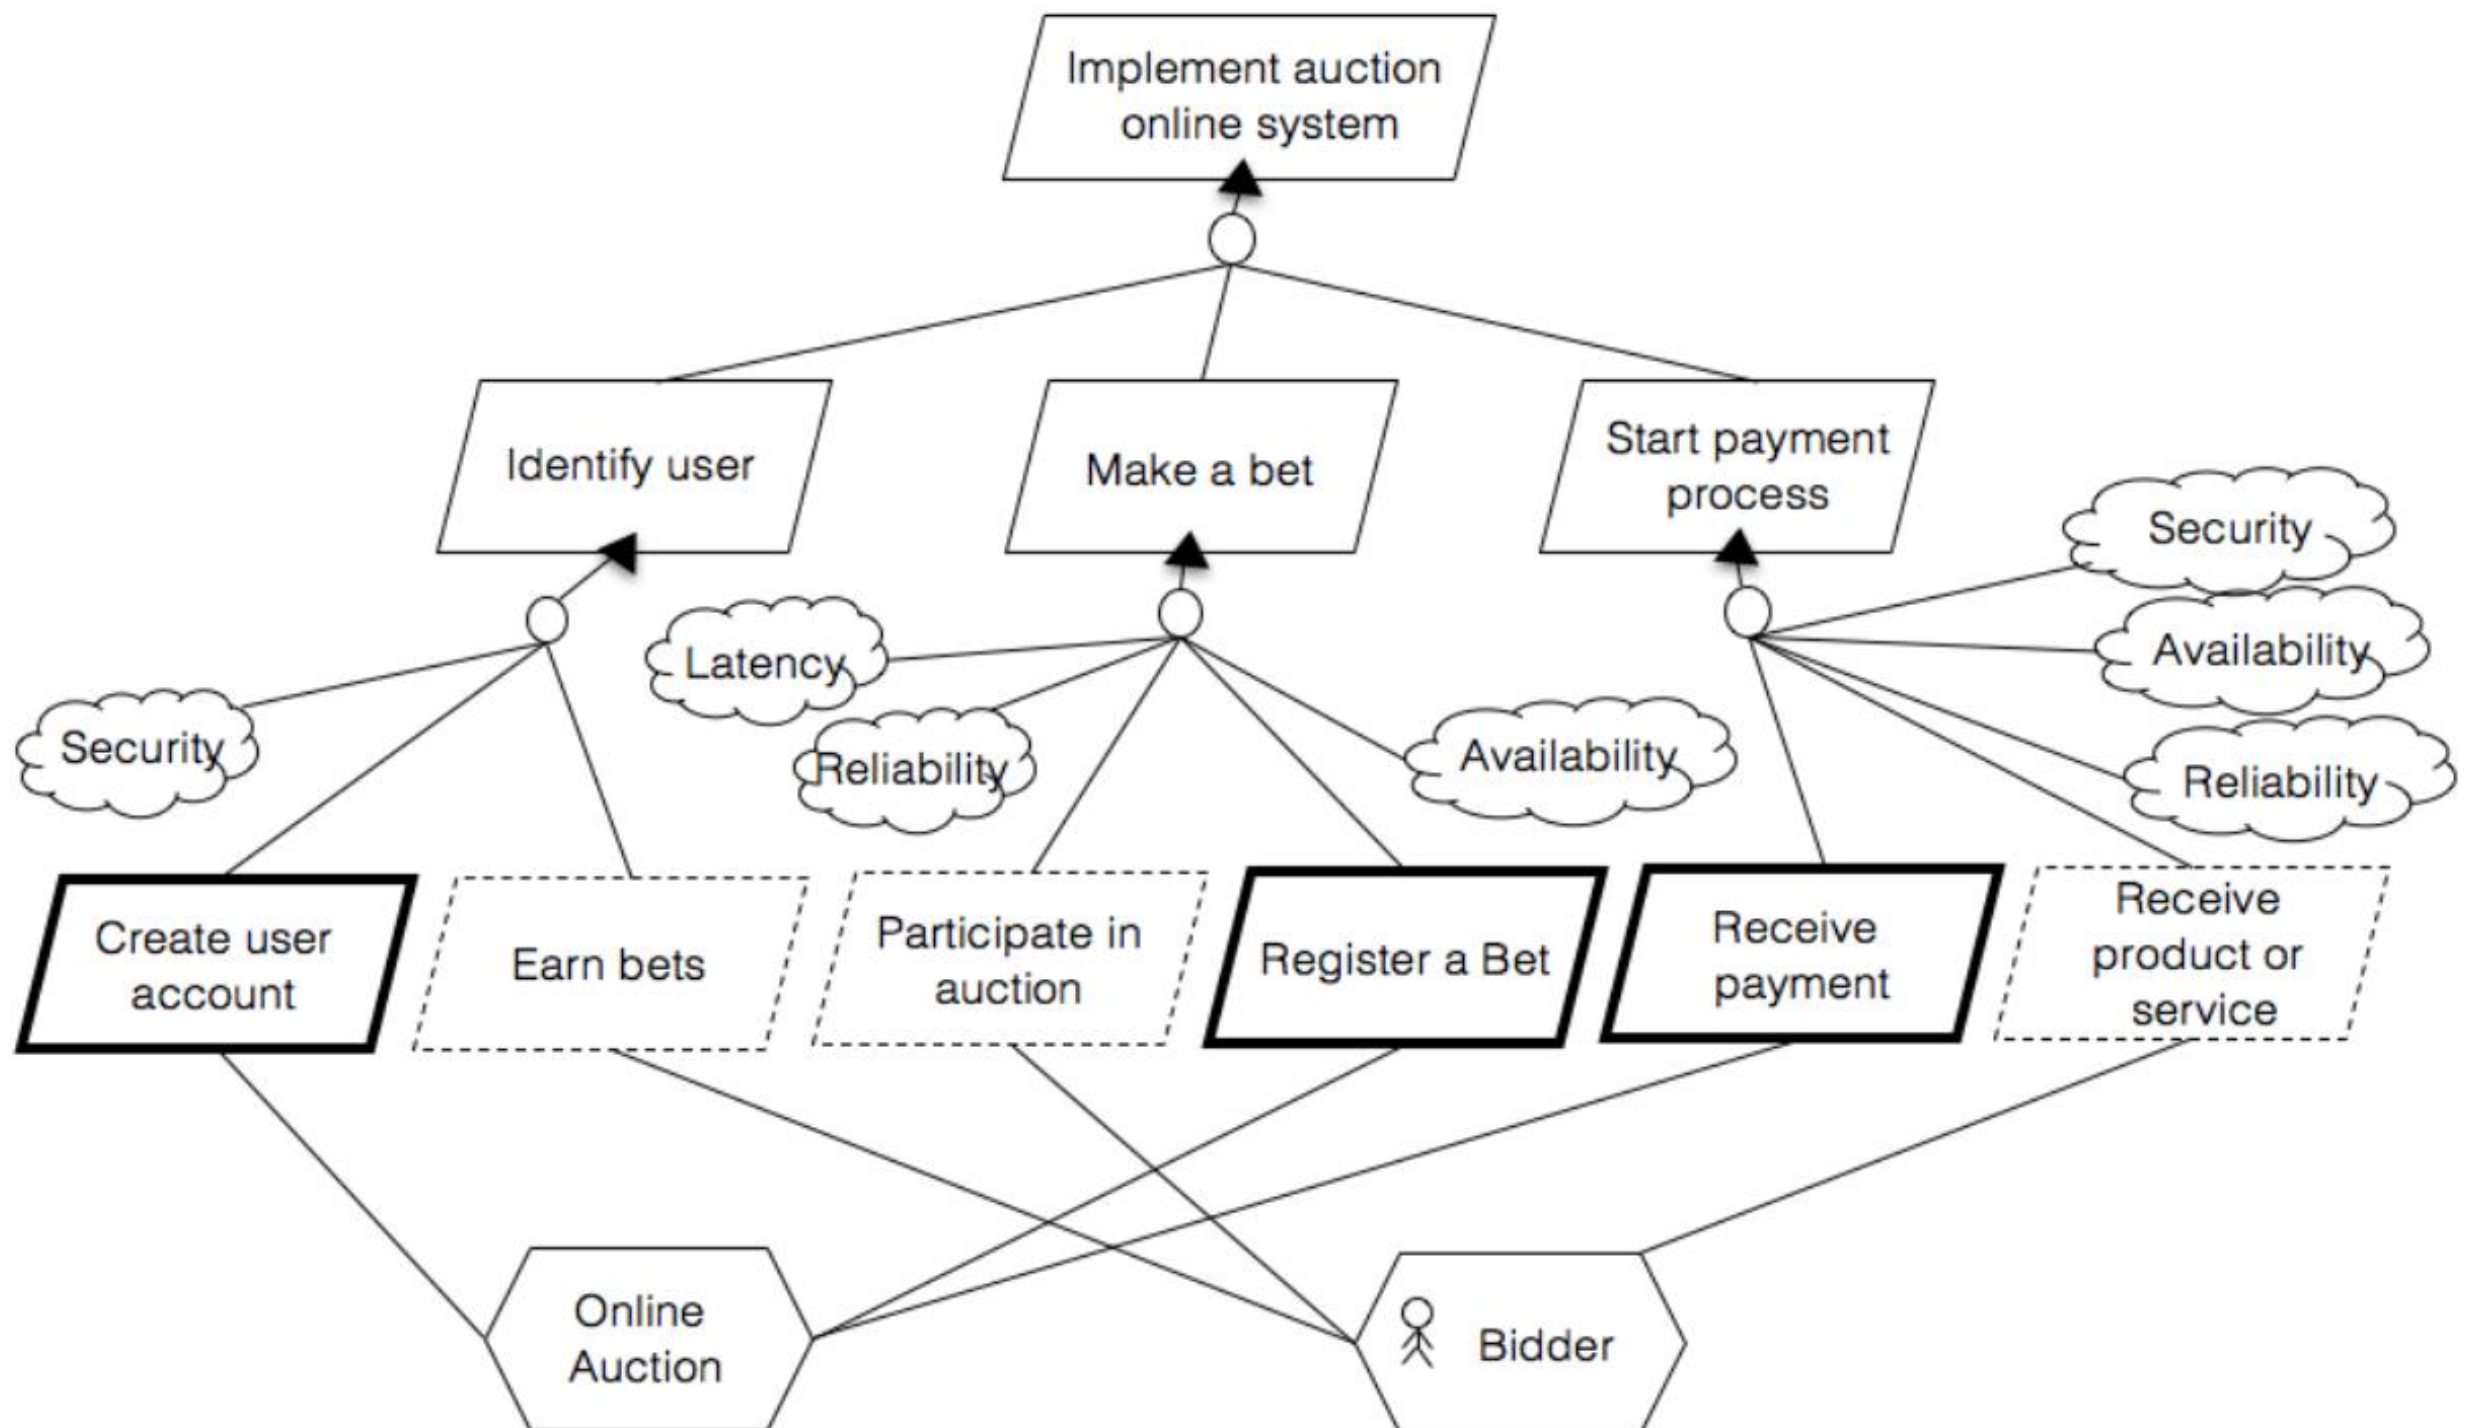 Implement auction
online system
Identify user
Make a bet
Start payment
process
Security
Availability
Reliability
Latency
Reliability
Availability
Security
Create user
account
Earn bets
Participate in
auction
Register a Bet
Receive
payment
Receive
product or
service
Online
Auction
Bidder